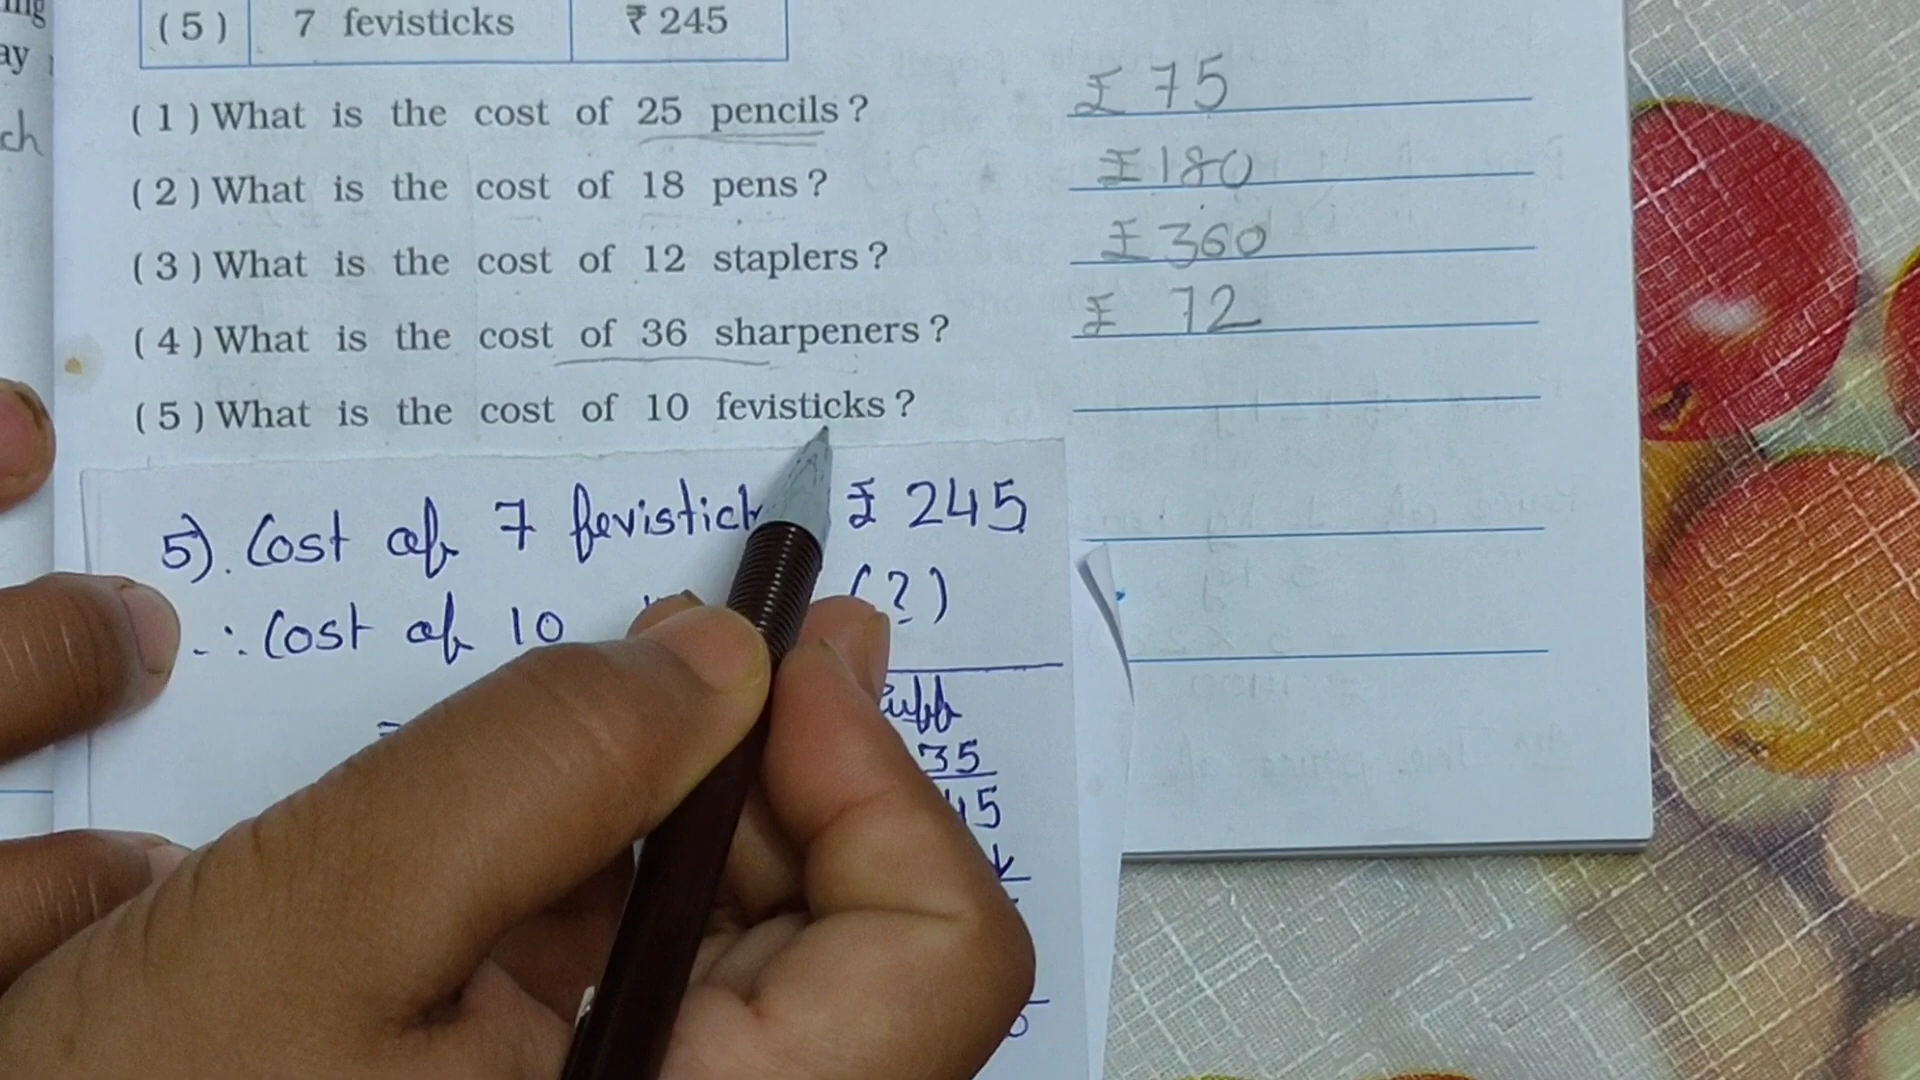 ( 5 ) 7 fevisticks ₹ 245
ay
ch
( 1 ) What is the cost of 25 pencils ? ₹ 75
( 2 ) What is the cost of 18 pens ? ₹ 180
( 3 ) What is the cost of 12 staplers ? ₹ 360
( 4 ) What is the cost of 36 sharpeners ? ₹ 72
( 5 ) What is the cost of 10 fevisticks ?
5). Cost of 7 ₹ 245
∴ Cost of 10 (?)
35